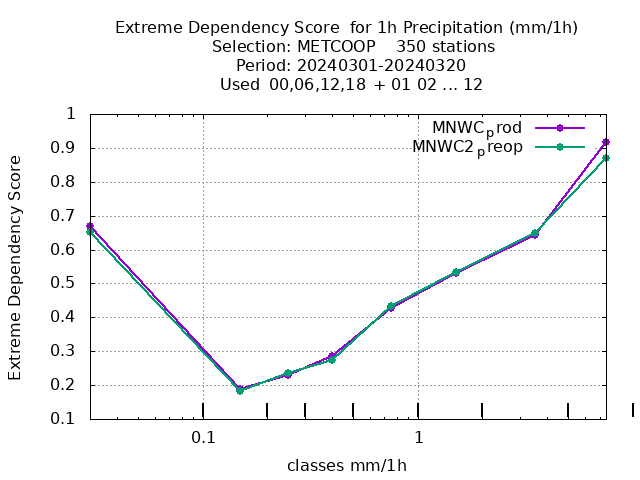 Extreme Dependency Score for 1h Precipitation (mm/1h)
Selection: METCOOP 350 stations
Period: 20240301-20240320
Used 00,06,12,18 + 01 02 ... 12
MNWCprod
MNWC2preop
1
0.9
0.8
0.7
0.6
0.5
0.4
0.3
0.2
0.1
Extreme Dependency Score
0.1 1
classes mm/1h